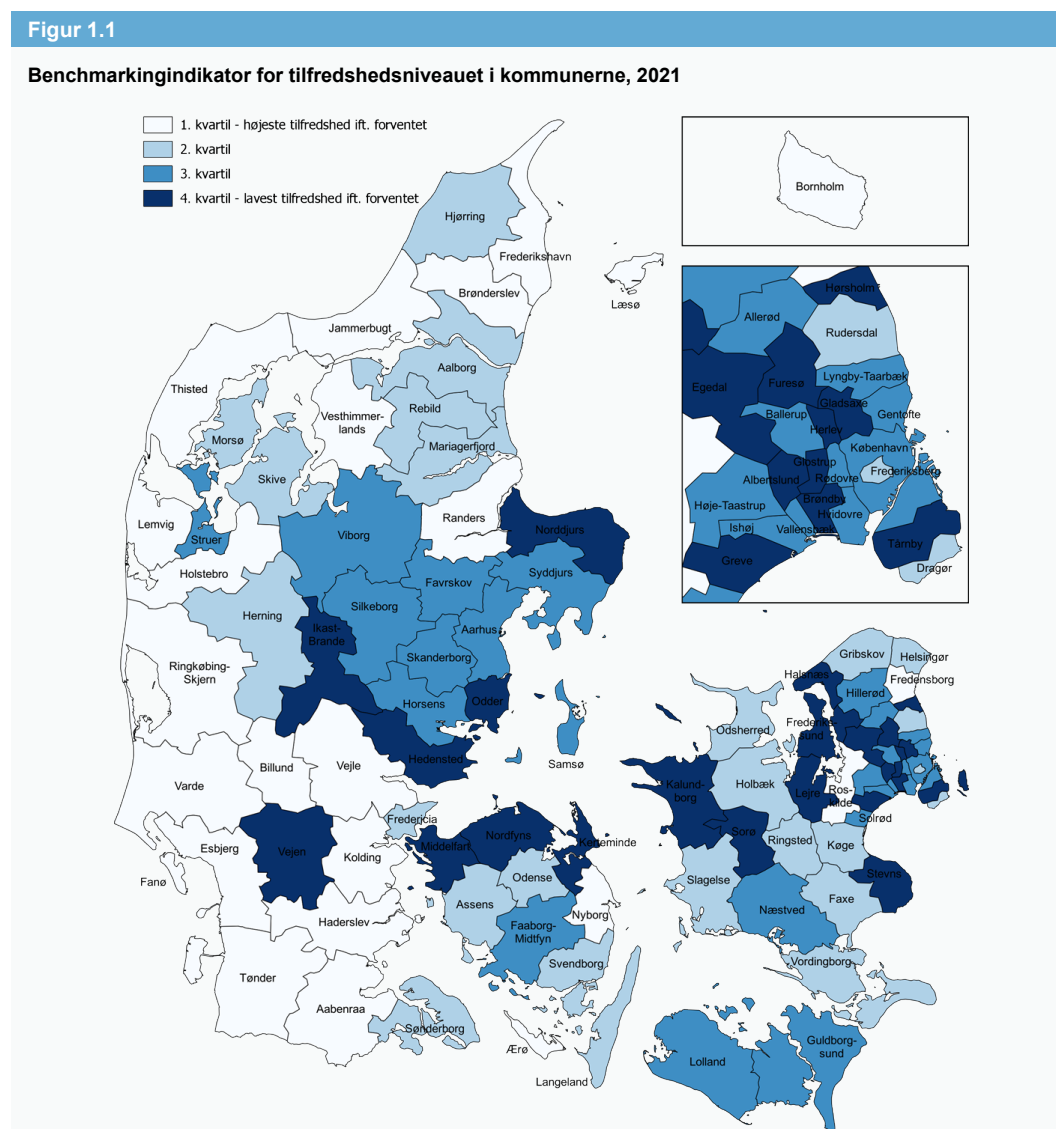 Figur 1.1
Benchmarkingindikator for tilfredshedsniveauet i kommunerne, 2021
1. kvartil - højeste tilfredshed ift. forventet
2. kvartil
3. kvartil
4. kvartil - lavest tilfredshed ift. forventet
Bornholm
Hjørring
Frederikshavn
Brønderslev
Læsø
Jammerbugt
Aalborg
Thisted
Vesthimmer-
lands
Rebild
Morsø
Mariagerfjord
Skive
Lemvig
Randers
Norddjurs
Struer
Viborg
Holstebro
Favrskov
Syddjurs
Silkeborg
Herning
Ikast-
Brande
Aarhus
Skanderborg
Ringkøbing-
Skjern
Horsens
Odder
Hedensted
Samsø
Billund
Vejle
Varde
Fredericia
Esbjerg
Vejen
Kolding
Middelfart
Nordfyns
Kerteminde
Fanø
Odense
Assens
Nyborg
Haderslev
Faaborg-
Midtfyn
Svendborg
Tønder
Aabenraa
Sønderborg
Ærø
Langeland
Hørsholm
Allerød
Rudersdal
Egedal
Furesø
Lyngby-Taarbæk
Gladsaxe
Ballerup
Gentofte
Herlev
København
Glostrup
Frederiksberg
Albertslund
Rødovre
Høje-Taastrup
Brøndby
Hvidovre
Ishøj
Vallensbæk
Greve
Tårnby
Dragør
Gribskov
Helsingør
Halsnæs
Fredensborg
Hillerød
Frederiks-
sund
Odsherred
Kalund-
borg
Holbæk
Lejre
Ros-
kilde
Solrød
Sorø
Ringsted
Køge
Stevns
Slagelse
Næstved
Faxe
Vordingborg
Guldborg-
sund
Lolland